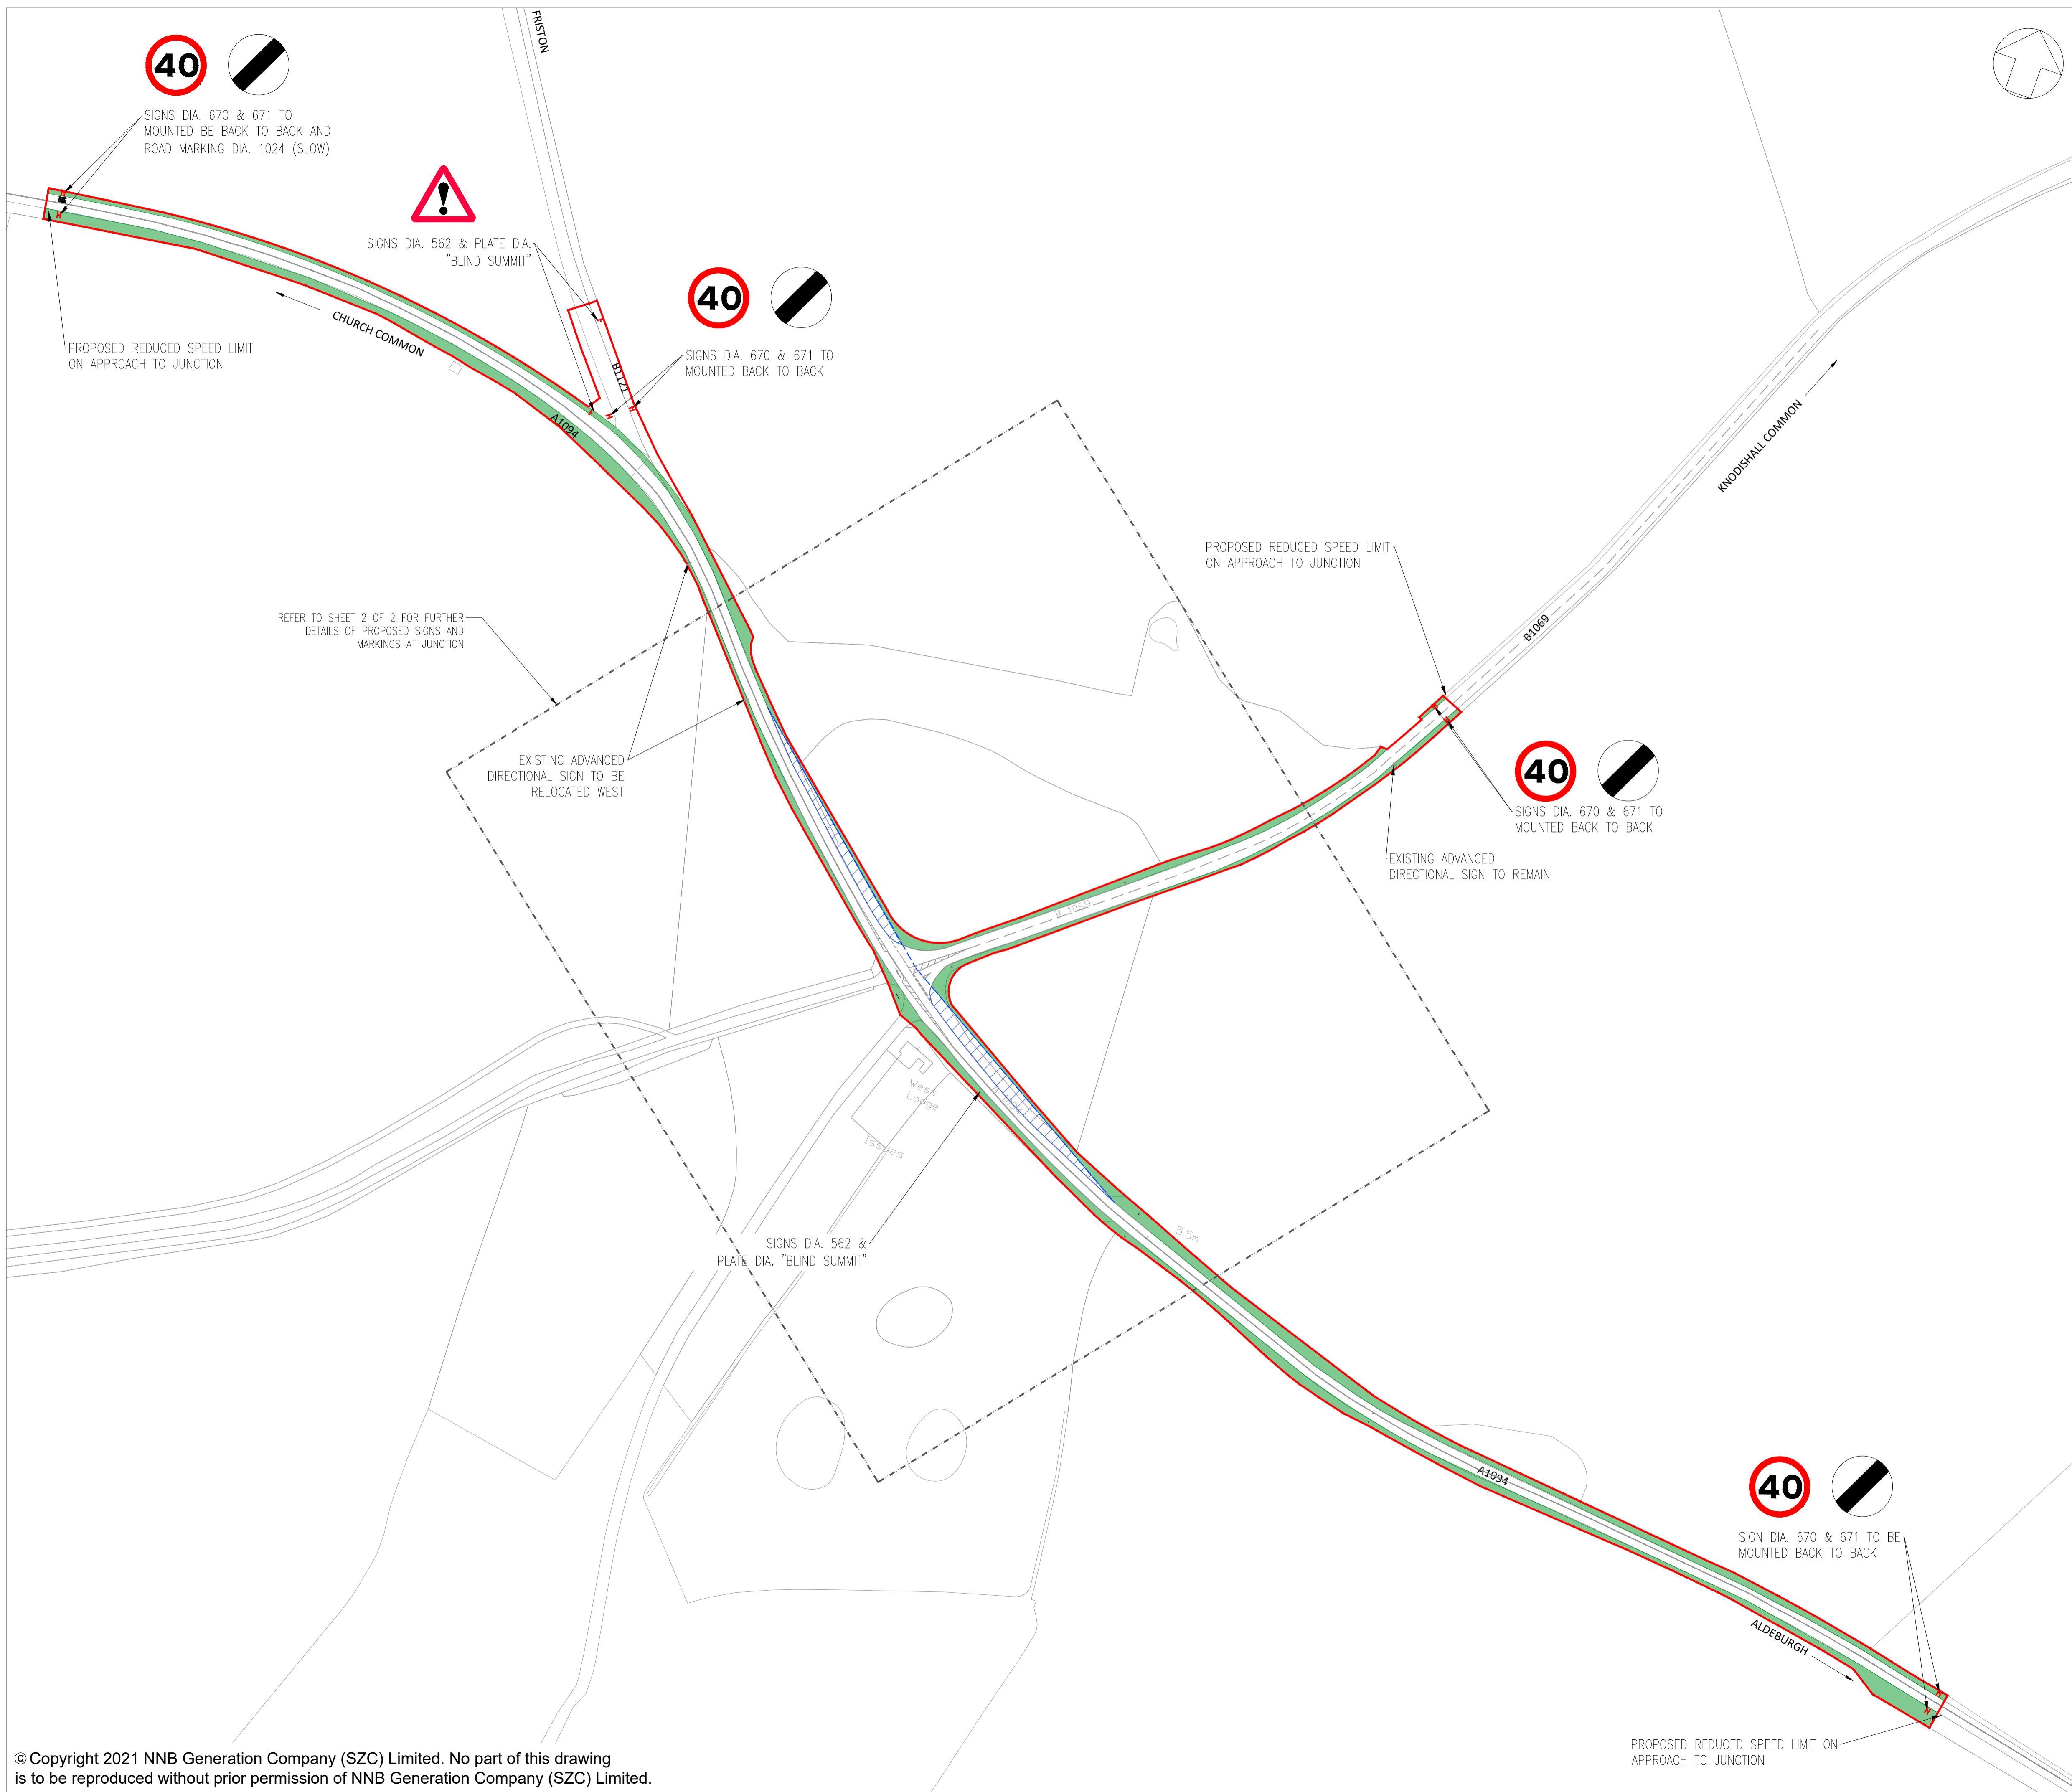 FRISTON
40
SIGNS DIA. 670 & 671 TO
MOUNTED BE BACK TO BACK AND
ROAD MARKING DIA. 1024 (SLOW)
SIGNS DIA. 562 & PLATE DIA.
"BLIND SUMMIT"
40
SIGNS DIA. 670 & 671 TO
MOUNTED BACK TO BACK
PROPOSED REDUCED SPEED LIMIT
ON APPROACH TO JUNCTION
CHURCH COMMON
B1121
A1094
KNODISHALL COMMON
PROPOSED REDUCED SPEED LIMIT
ON APPROACH TO JUNCTION
B1069
REFER TO SHEET 2 OF 2 FOR FURTHER
DETAILS OF PROPOSED SIGNS AND
MARKINGS AT JUNCTION
EXISTING ADVANCED
DIRECTIONAL SIGN TO BE
RELOCATED WEST
40
SIGNS DIA. 670 & 671 TO
MOUNTED BACK TO BACK
EXISTING ADVANCED
DIRECTIONAL SIGN TO REMAIN
B 1069
West
Lodge
Issues
SIGNS DIA. 562 &
PLATE DIA. "BLIND SUMMIT"
5.5m
A1094
40
SIGN DIA. 670 & 671 TO BE
MOUNTED BACK TO BACK
ALDEBURGH
PROPOSED REDUCED SPEED LIMIT ON
APPROACH TO JUNCTION
© Copyright 2021 NNB Generation Company (SZC) Limited. No part of this drawing
is to be reproduced without prior permission of NNB Generation Company (SZC) Limited.